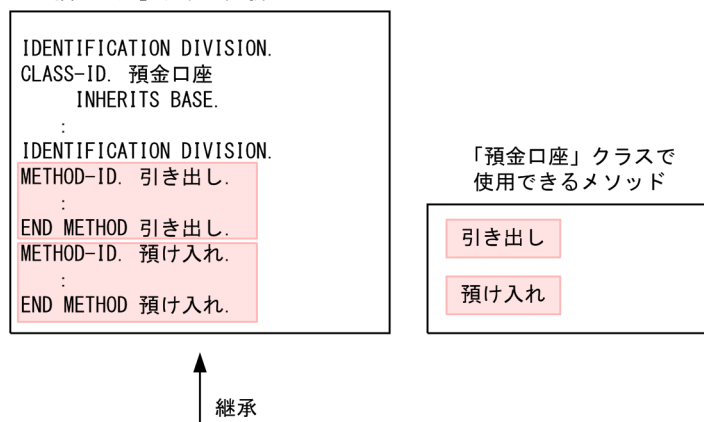 IDENTIFICATION DIVISION.
CLASS-ID. 預金口座
INHERITS BASE.
:
IDENTIFICATION DIVISION.
METHOD-ID. 引き出し.
:
END METHOD 引き出し.
METHOD-ID. 預け入れ.
:
END METHOD 預け入れ.
「預金口座」クラスで
使用できるメソッド
引き出し
預け入れ
継承